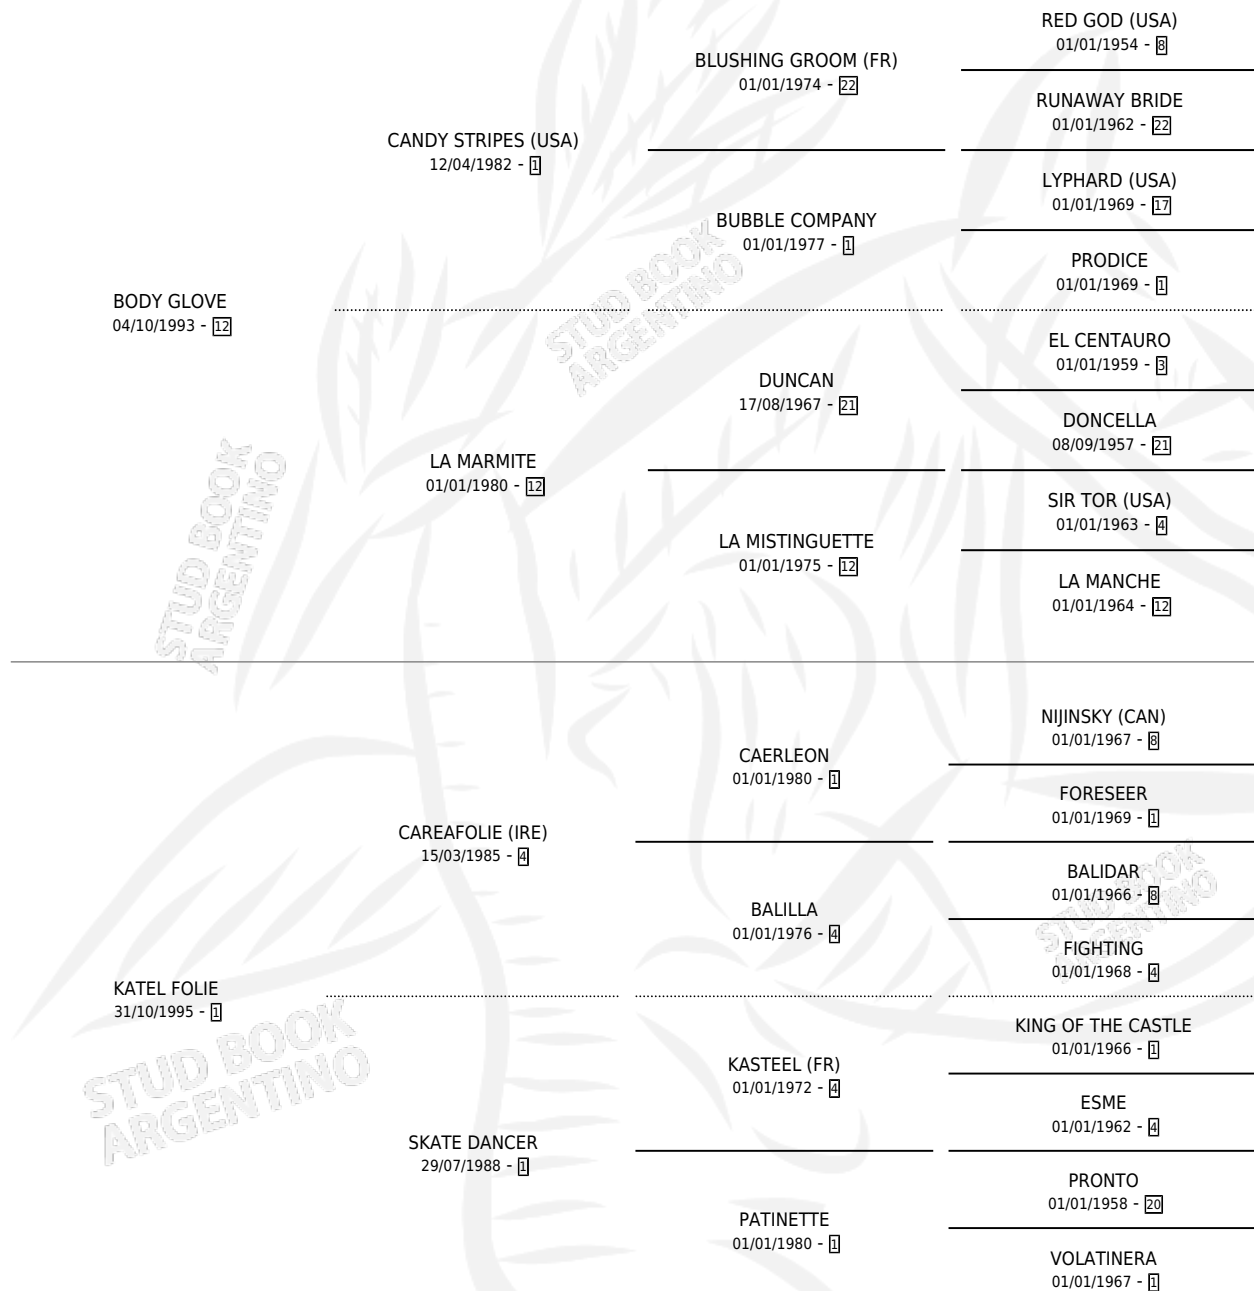 RED GOD (USA)
01/01/1954 - 8
BLUSHING GROOM (FR)
01/01/1974 - 22
RUNAWAY BRIDE
01/01/1962 - 22
CANDY STRIPES (USA)
12/04/1982 - 1
LYPHARD (USA)
01/01/1969 - 17
BUBBLE COMPANY
01/01/1977 - 1
PRODICE
01/01/1969 - 1
BODY GLOVE
04/10/1993 - 12
EL CENTAURO
01/01/1959 - 3
DUNCAN
17/08/1967 - 21
DONCELLA
08/09/1957 - 21
LA MARMITE
01/01/1980 - 12
SIR TOR (USA)
01/01/1963 - 4
LA MISTINGUETTE
01/01/1975 - 12
LA MANCHE
01/01/1964 - 12
NIJINSKY (CAN)
01/01/1967 - 8
CAERLEON
01/01/1980 - 1
FORESEER
01/01/1969 - 1
CAREAFOLIE (IRE)
15/03/1985 - 4
BALIDAR
01/01/1966 - 8
BALILLA
01/01/1976 - 4
FIGHTING
01/01/1968 - 4
KATEL FOLIE
31/10/1995 - 1
KING OF THE CASTLE
01/01/1966 - 1
KASTEEL (FR)
01/01/1972 - 4
ESME
01/01/1962 - 4
SKATE DANCER
29/07/1988 - 1
PRONTO
01/01/1958 - 20
PATINETTE
01/01/1980 - 1
VOLATINERA
01/01/1967 - 1
STUD BOOK
ARGENTINO
STUD BOOK
ARGENTINO
STUD BOOK
ARGENTINO
STUD BOOK
ARGENTINO